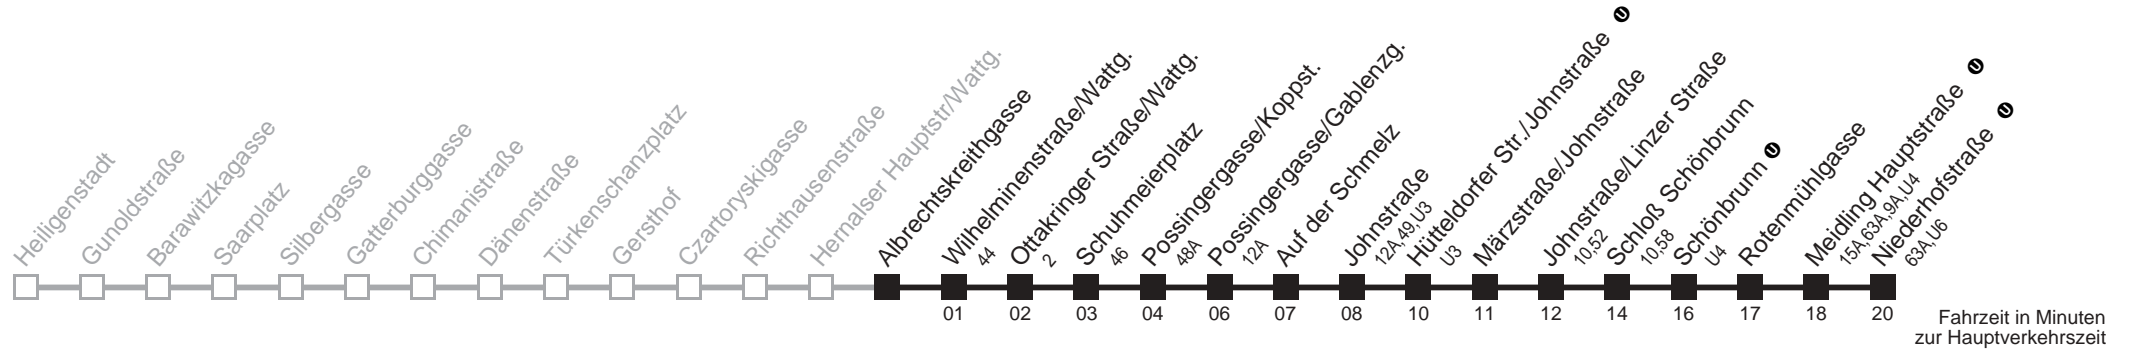 Heiligenstadt
Gunoldstraße
Barawitzkagasse
Saarplatz
Silbergasse
Gatterburggasse
Chimanistraße
Dänenstraße
Türkenschanzplatz
Gersthof
Czartoryskigasse
Richthausenstraße
Hernalser Hauptstr/Wattg.
Albrechtskreithgasse
Wilhelminenstraße/Wattg.
44
Ottakringer Straße/Wattg.
2
Schuhmeierplatz
46
Possingergasse/Koppst.
48A
Possingergasse/Gablenzg.
12A
Auf der Schmelz
Johnstraße
12A,49,U3
Hütteldorfer Str./Johnstraße U
U3
Märzstraße/Johnstraße
Johnstraße/Linzer Straße
10,52
Schloß Schönbrunn
10,58
Schönbrunn U
U4
Rotenmühlgasse
Meidling Hauptstraße U
15A,63A,9A,U4
Niederhofstraße U
63A,U6
01 02 03 04 06 07 08 10 11 12 14 16 17 18 20
Fahrzeit in Minuten
zur Hauptverkehrszeit